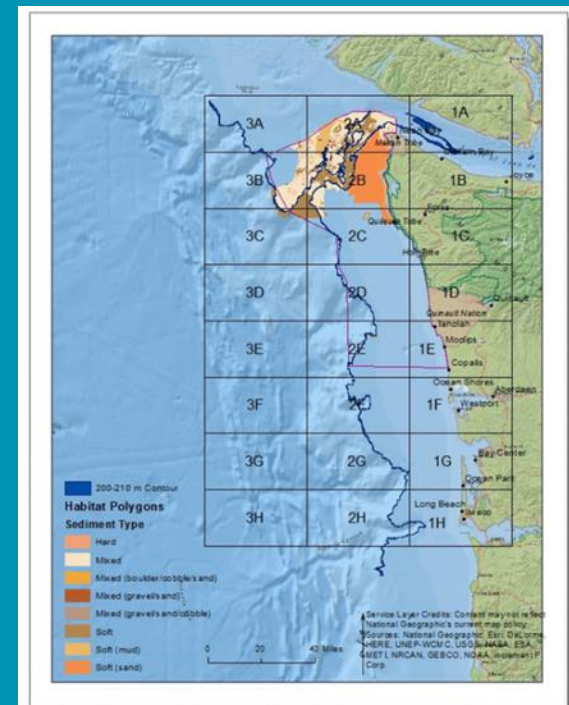 3A
2A
1A
Neah Bay
Makah Tribe
3B
2B
1B
Joyce
Forks
Quileute Tribe
3C
2C
1C
Hoh Tribe
3D
2D
1D
Quinault
Quinault Nation
Taholah
Moclips
3E
2E
1E
Copalis
Ocean Shores
Aberdeen
3F
2F
1F
Westport
3G
2G
1G
Bay Center
Ocean Park
Long Beach
Ilwaco
3H
2H
1H
200-210 m Contour
Habitat Polygons
Sediment Type
Hard
Mixed
Mixed (boulder/cobble/sand)
Mixed (gravel/sand)
Mixed (gravel/sand/cobble)
Soft
Soft (mud)
Soft (sand)
0 20 40 Miles
Service Layer Credits: Content may not reflect
National Geographic's current map policy.
Sources: National Geographic, Esri, DeLorme,
HERE, UNEP-WCMC, USGS, NASA, ESA,
METI, NRCAN, GEBCO, NOAA, increment P
Corp.